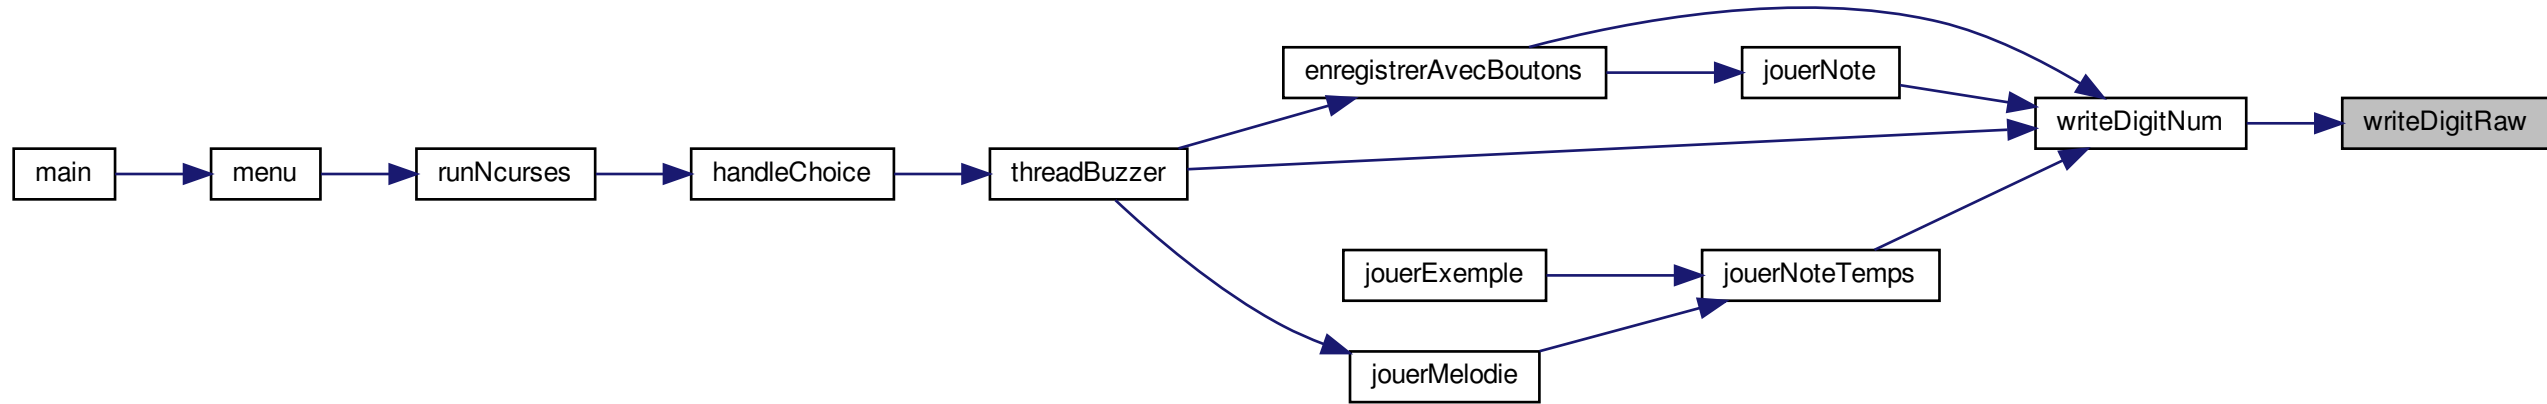 main
menu
runNcurses
handleChoice
threadBuzzer
enregistrerAvecBoutons
jouerNote
writeDigitNum
writeDigitRaw
jouerExemple
jouerNoteTemps
jouerMelodie